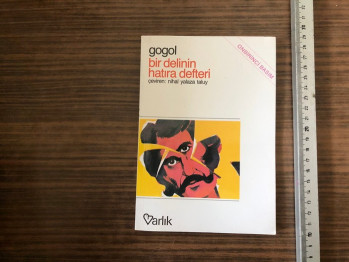 gogol
bir delinin
hatıra defteri
çeviren: nihal yalaza taluy
varlık